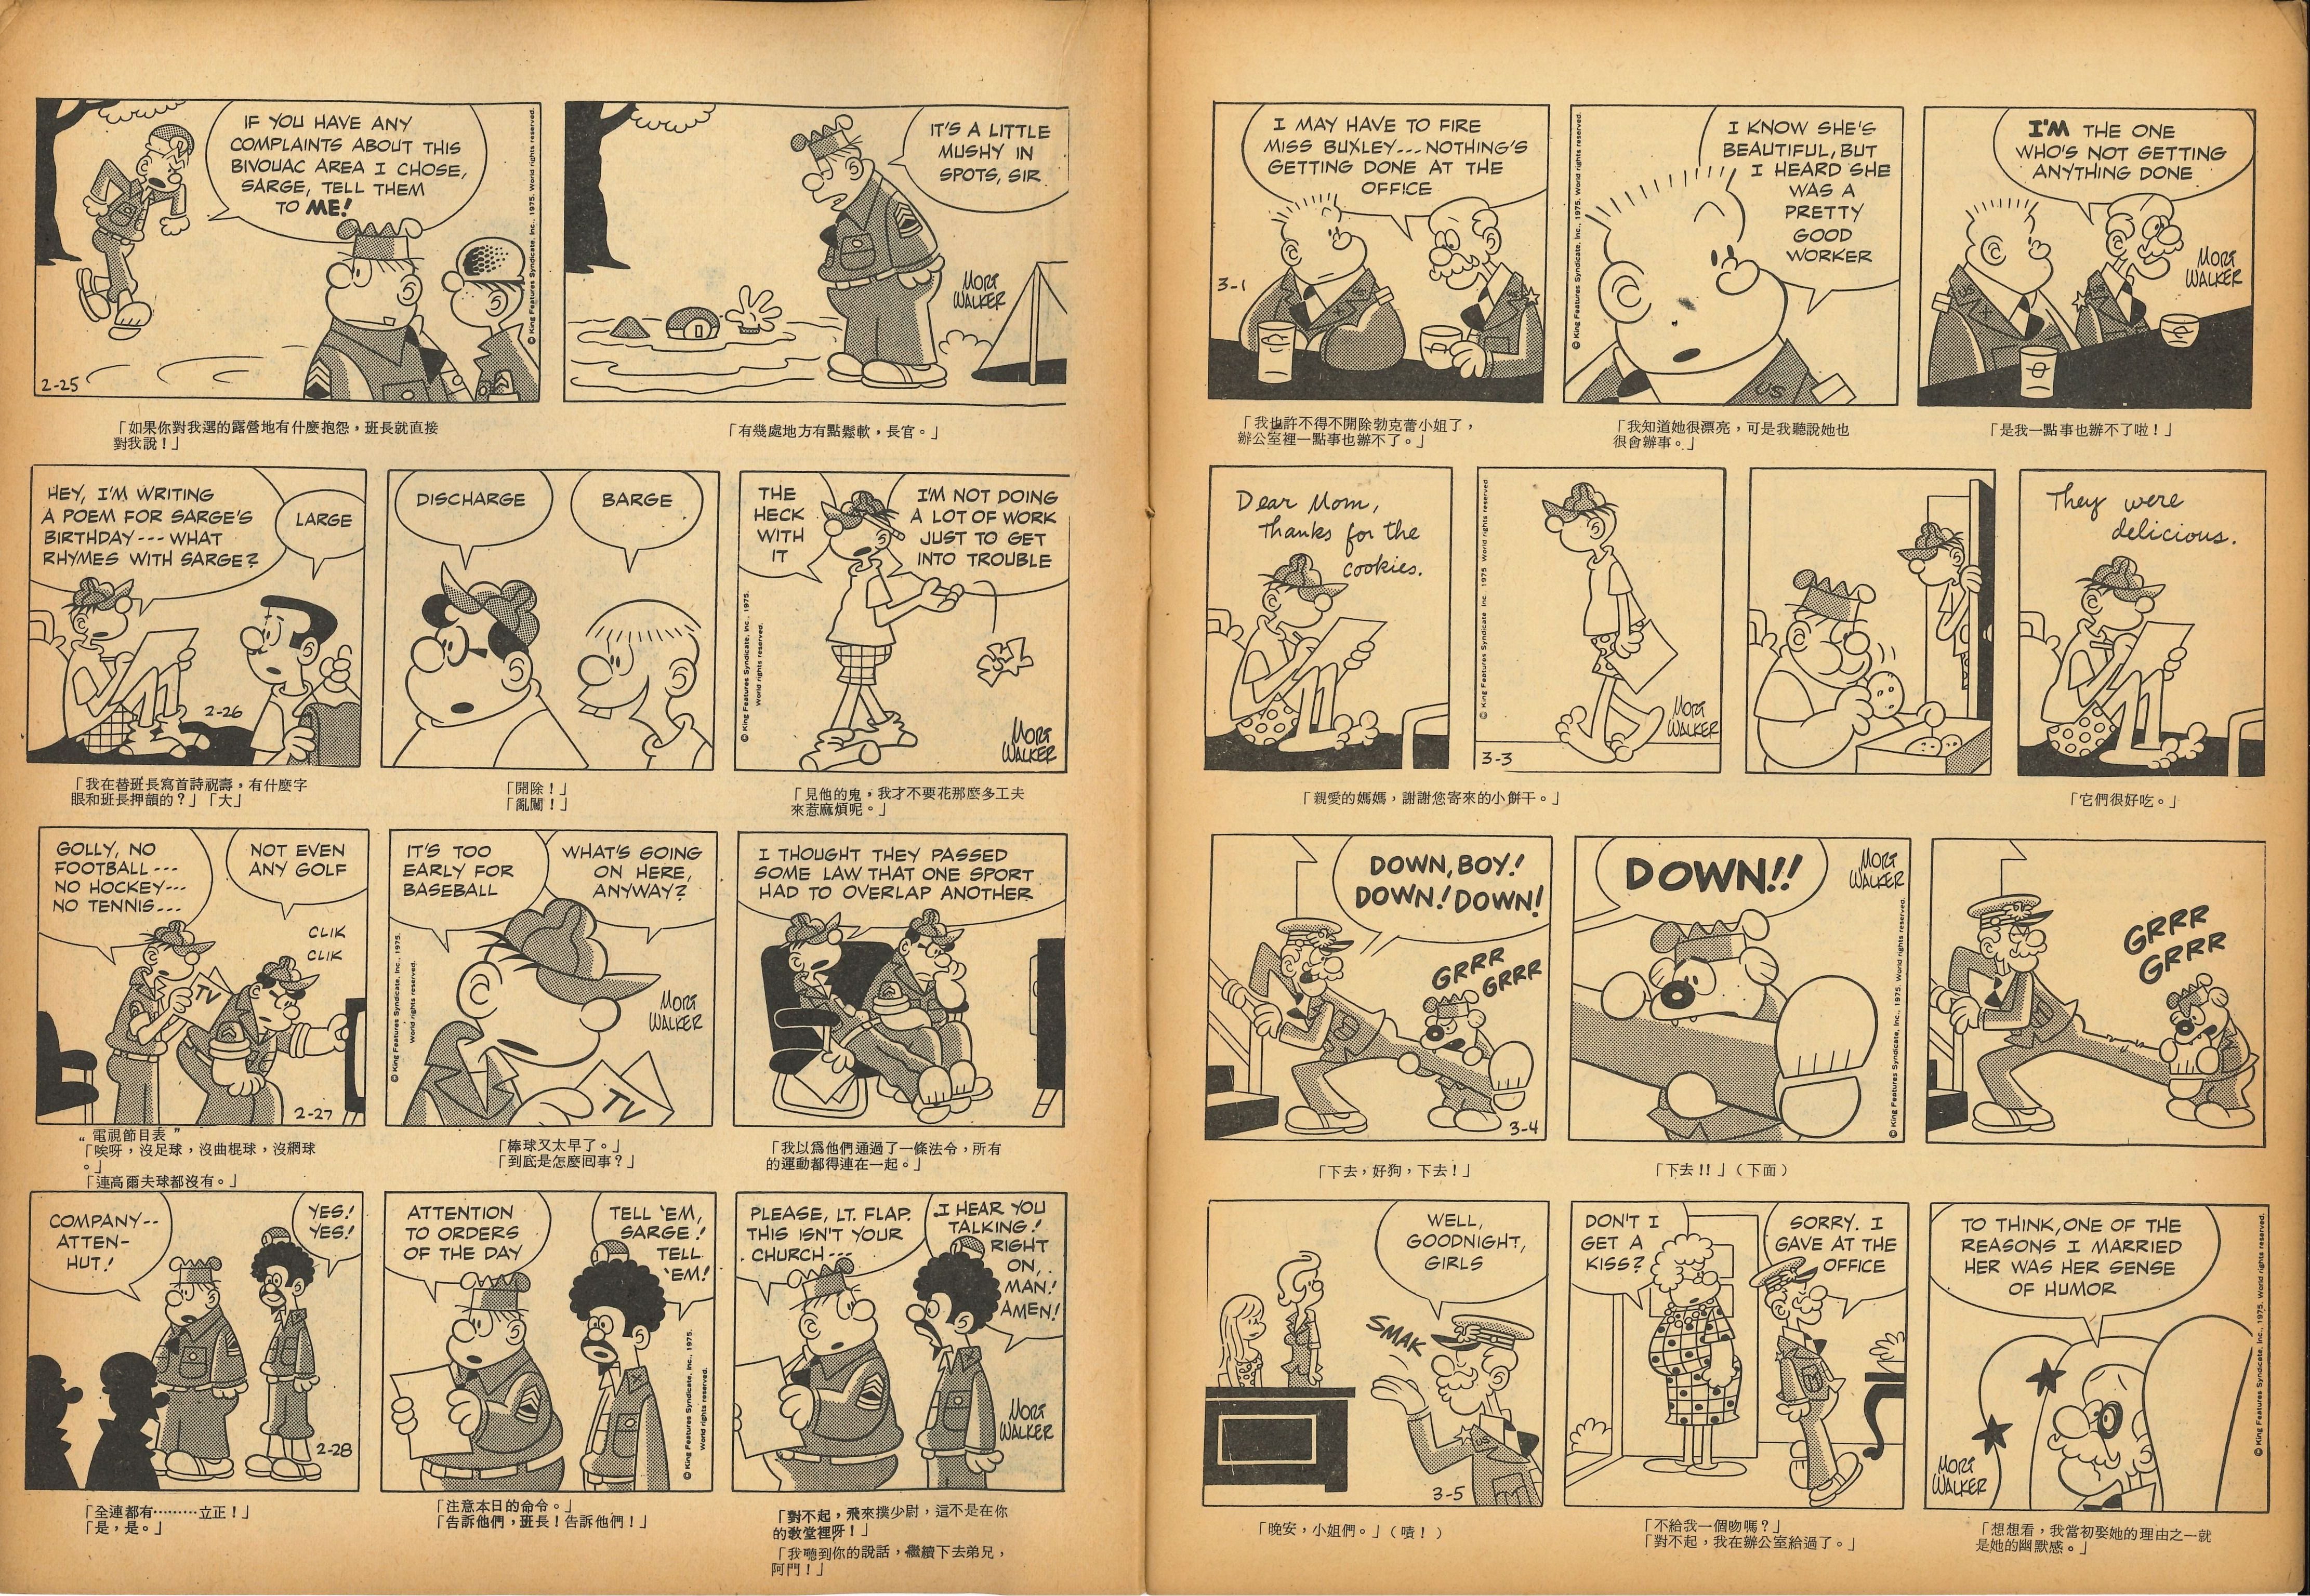 IF YOU HAVE ANY
COMPLAINTS ABOUT THIS
BIVOUAC AREA I CHOSE,
SARGE, TELL THEM
TO ME!
© King Features Syndicate, Inc., 1975. World rights reserved.
2-25
IT'S A LITTLE
MUSHY IN
SPOTS, SIR
MORT
WALKER
「如果你對我選的露營地有什麼抱怨，班長就直接
對我說！」
「有幾處地方有點鬆軟，長官。」
HEY, I'M WRITING
A POEM FOR SARGE'S
BIRTHDAY --- WHAT
RHYMES WITH SARGE?
LARGE
2-26
DISCHARGE
BARGE
THE
HECK
WITH
IT
I'M NOT DOING
A LOT OF WORK
JUST TO GET
INTO TROUBLE
© King Features Syndicate, Inc., 1975.
World rights reserved.
MORT
WALKER
「我在替班長寫首詩祝壽，有什麼字
眼和班長押韻的？」「大」
「開除！」
「亂闖！」
「見他的鬼，我才不要花那麼多工夫
來惹麻煩呢。」
GOLLY, NO
FOOTBALL ---
NO HOCKEY---
NO TENNIS---
NOT EVEN
ANY GOLF
CLIK
CLIK
TV
2-27
IT'S TOO
EARLY FOR
BASEBALL
WHAT'S GOING
ON HERE,
ANYWAY?
© King Features Syndicate, Inc., 1975.
World rights reserved.
MORT
WALKER
TV
I THOUGHT THEY PASSED
SOME LAW THAT ONE SPORT
HAD TO OVERLAP ANOTHER
“電視節目表”
「唉呀，沒足球，沒曲棍球，沒網球
。」
「連高爾夫球都沒有。」
「棒球又太早了。」
「到底是怎麼回事？」
「我以爲他們通過了一條法令，所有
的運動都得連在一起。」
COMPANY--
ATTEN-
HUT!
YES!
YES!
2-28
ATTENTION
TO ORDERS
OF THE DAY
TELL 'EM,
SARGE!
TELL
'EM!
© King Features Syndicate, Inc., 1975.
World rights reserved.
PLEASE, LT. FLAP.
THIS ISN'T YOUR
CHURCH---
I HEAR YOU
TALKING!
RIGHT
ON,
MAN!
AMEN!
MORT
WALKER
「全連都有………立正！」
「是，是。」
「注意本日的命令。」
「告訴他們，班長！告訴他們！」
「對不起，飛來撲少尉，這不是在你
的教堂裡呀！」
「我聽到你的說話，繼續下去弟兄，
阿門！」
I MAY HAVE TO FIRE
MISS BUXLEY---NOTHING'S
GETTING DONE AT THE
OFFICE
3-1
© King Features Syndicate, Inc., 1975. World rights reserved.
I KNOW SHE'S
BEAUTIFUL, BUT
I HEARD SHE
WAS A
PRETTY
GOOD
WORKER
US
I'M THE ONE
WHO'S NOT GETTING
ANYTHING DONE
MORT
WALKER
「我也許不得不開除勃克蕾小姐了，
辦公室裡一點事也辦不了。」
「我知道她很漂亮，可是我聽說她也
很會辦事。」
「是我一點事也辦不了啦！」
Dear Mom,
Thanks for the
cookies.
© King Features Syndicate Inc 1975 World rights reserved
MORT
WALKER
3-3
They were
delicious.
「親愛的媽媽，謝謝您寄來的小餅干。」
「它們很好吃。」
DOWN, BOY!
DOWN! DOWN!
GRRR
GRRR
3-4
DOWN!!
MORT
WALKER
© King Features Syndicate, Inc., 1975. World rights reserved.
GRRR
GRRR
「下去，好狗，下去！」
「下去!!」（下面）
WELL,
GOODNIGHT,
GIRLS
SMAK
US
3-5
DON'T I
GET A
KISS?
SORRY. I
GAVE AT THE
OFFICE
TO THINK, ONE OF THE
REASONS I MARRIED
HER WAS HER SENSE
OF HUMOR
MORT
WALKER
© King Features Syndicate, Inc., 1975. World rights reserved.
「晚安，小姐們。」（嘖！）
「不給我一個吻嗎？」
「對不起，我在辦公室給過了。」
「想想看，我當初娶她的理由之一就
是她的幽默感。」